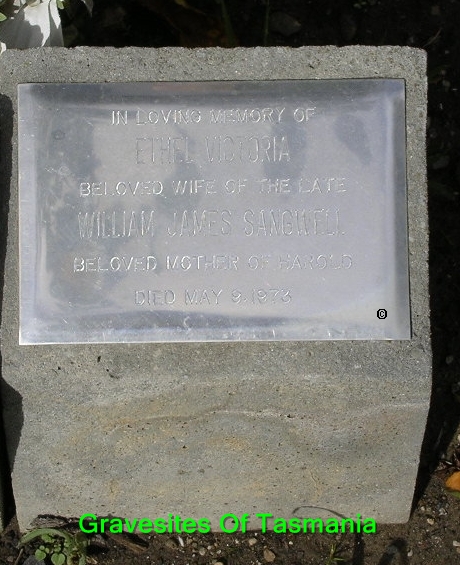 IN LOVING MEMORY OF
ETHEL VICTORIA
BELOVED WIFE OF THE LATE
WILLIAM JAMES SANGWELL
BELOVED MOTHER OF HAROLD
DIED MAY 9, 1973
©
Gravesites Of Tasmania